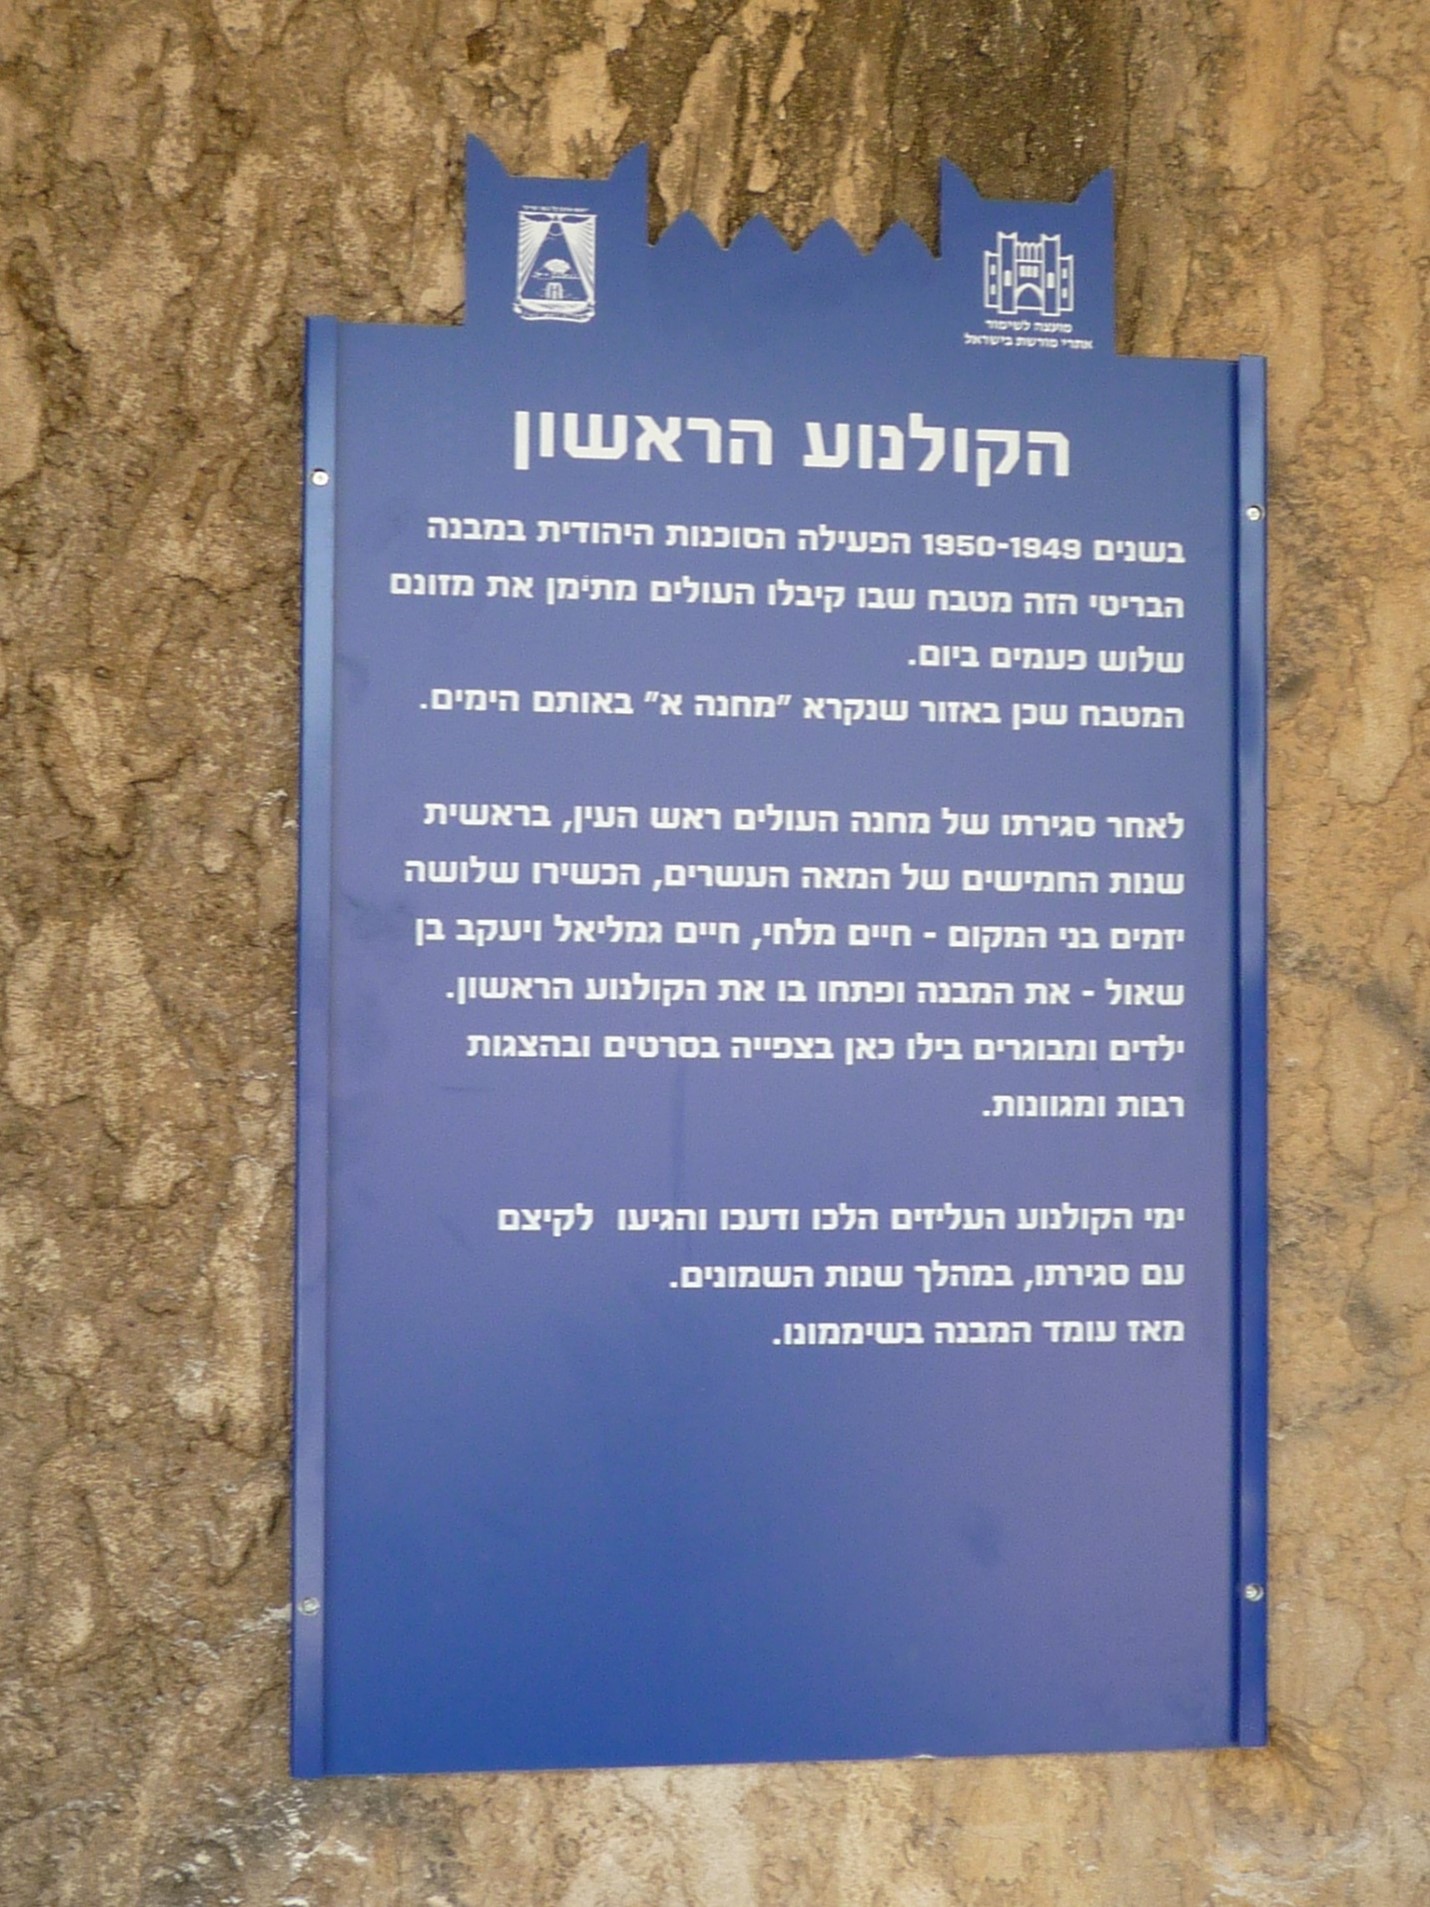 מועצה לשימור
אתרי מורשת בישראל
הקולנוע הראשון
בשנים 1950-1949 הפעילה הסוכנות היהודית במבנה
הבריטי הזה מטבח שבו קיבלו העולים מתימן את מזונם
שלוש פעמים ביום.
המטבח שכן באזור שנקרא "מחנה א" באותם הימים.
לאחר סגירתו של מחנה העולים ראש העין, בראשית
שנות החמישים של המאה העשרים, הכשירו שלושה
יזמים בני המקום - חיים מלחי, חיים גמליאל ויעקב בן
שאול - את המבנה ופתחו בו את הקולנוע הראשון.
ילדים ומבוגרים בילו כאן בצפייה בסרטים ובהצגות
רבות ומגוונות.
ימי הקולנוע העליזים הלכו ודעכו והגיעו לקיצם
עם סגירתו, במהלך שנות השמונים.
מאז עומד המבנה בשיממונו.